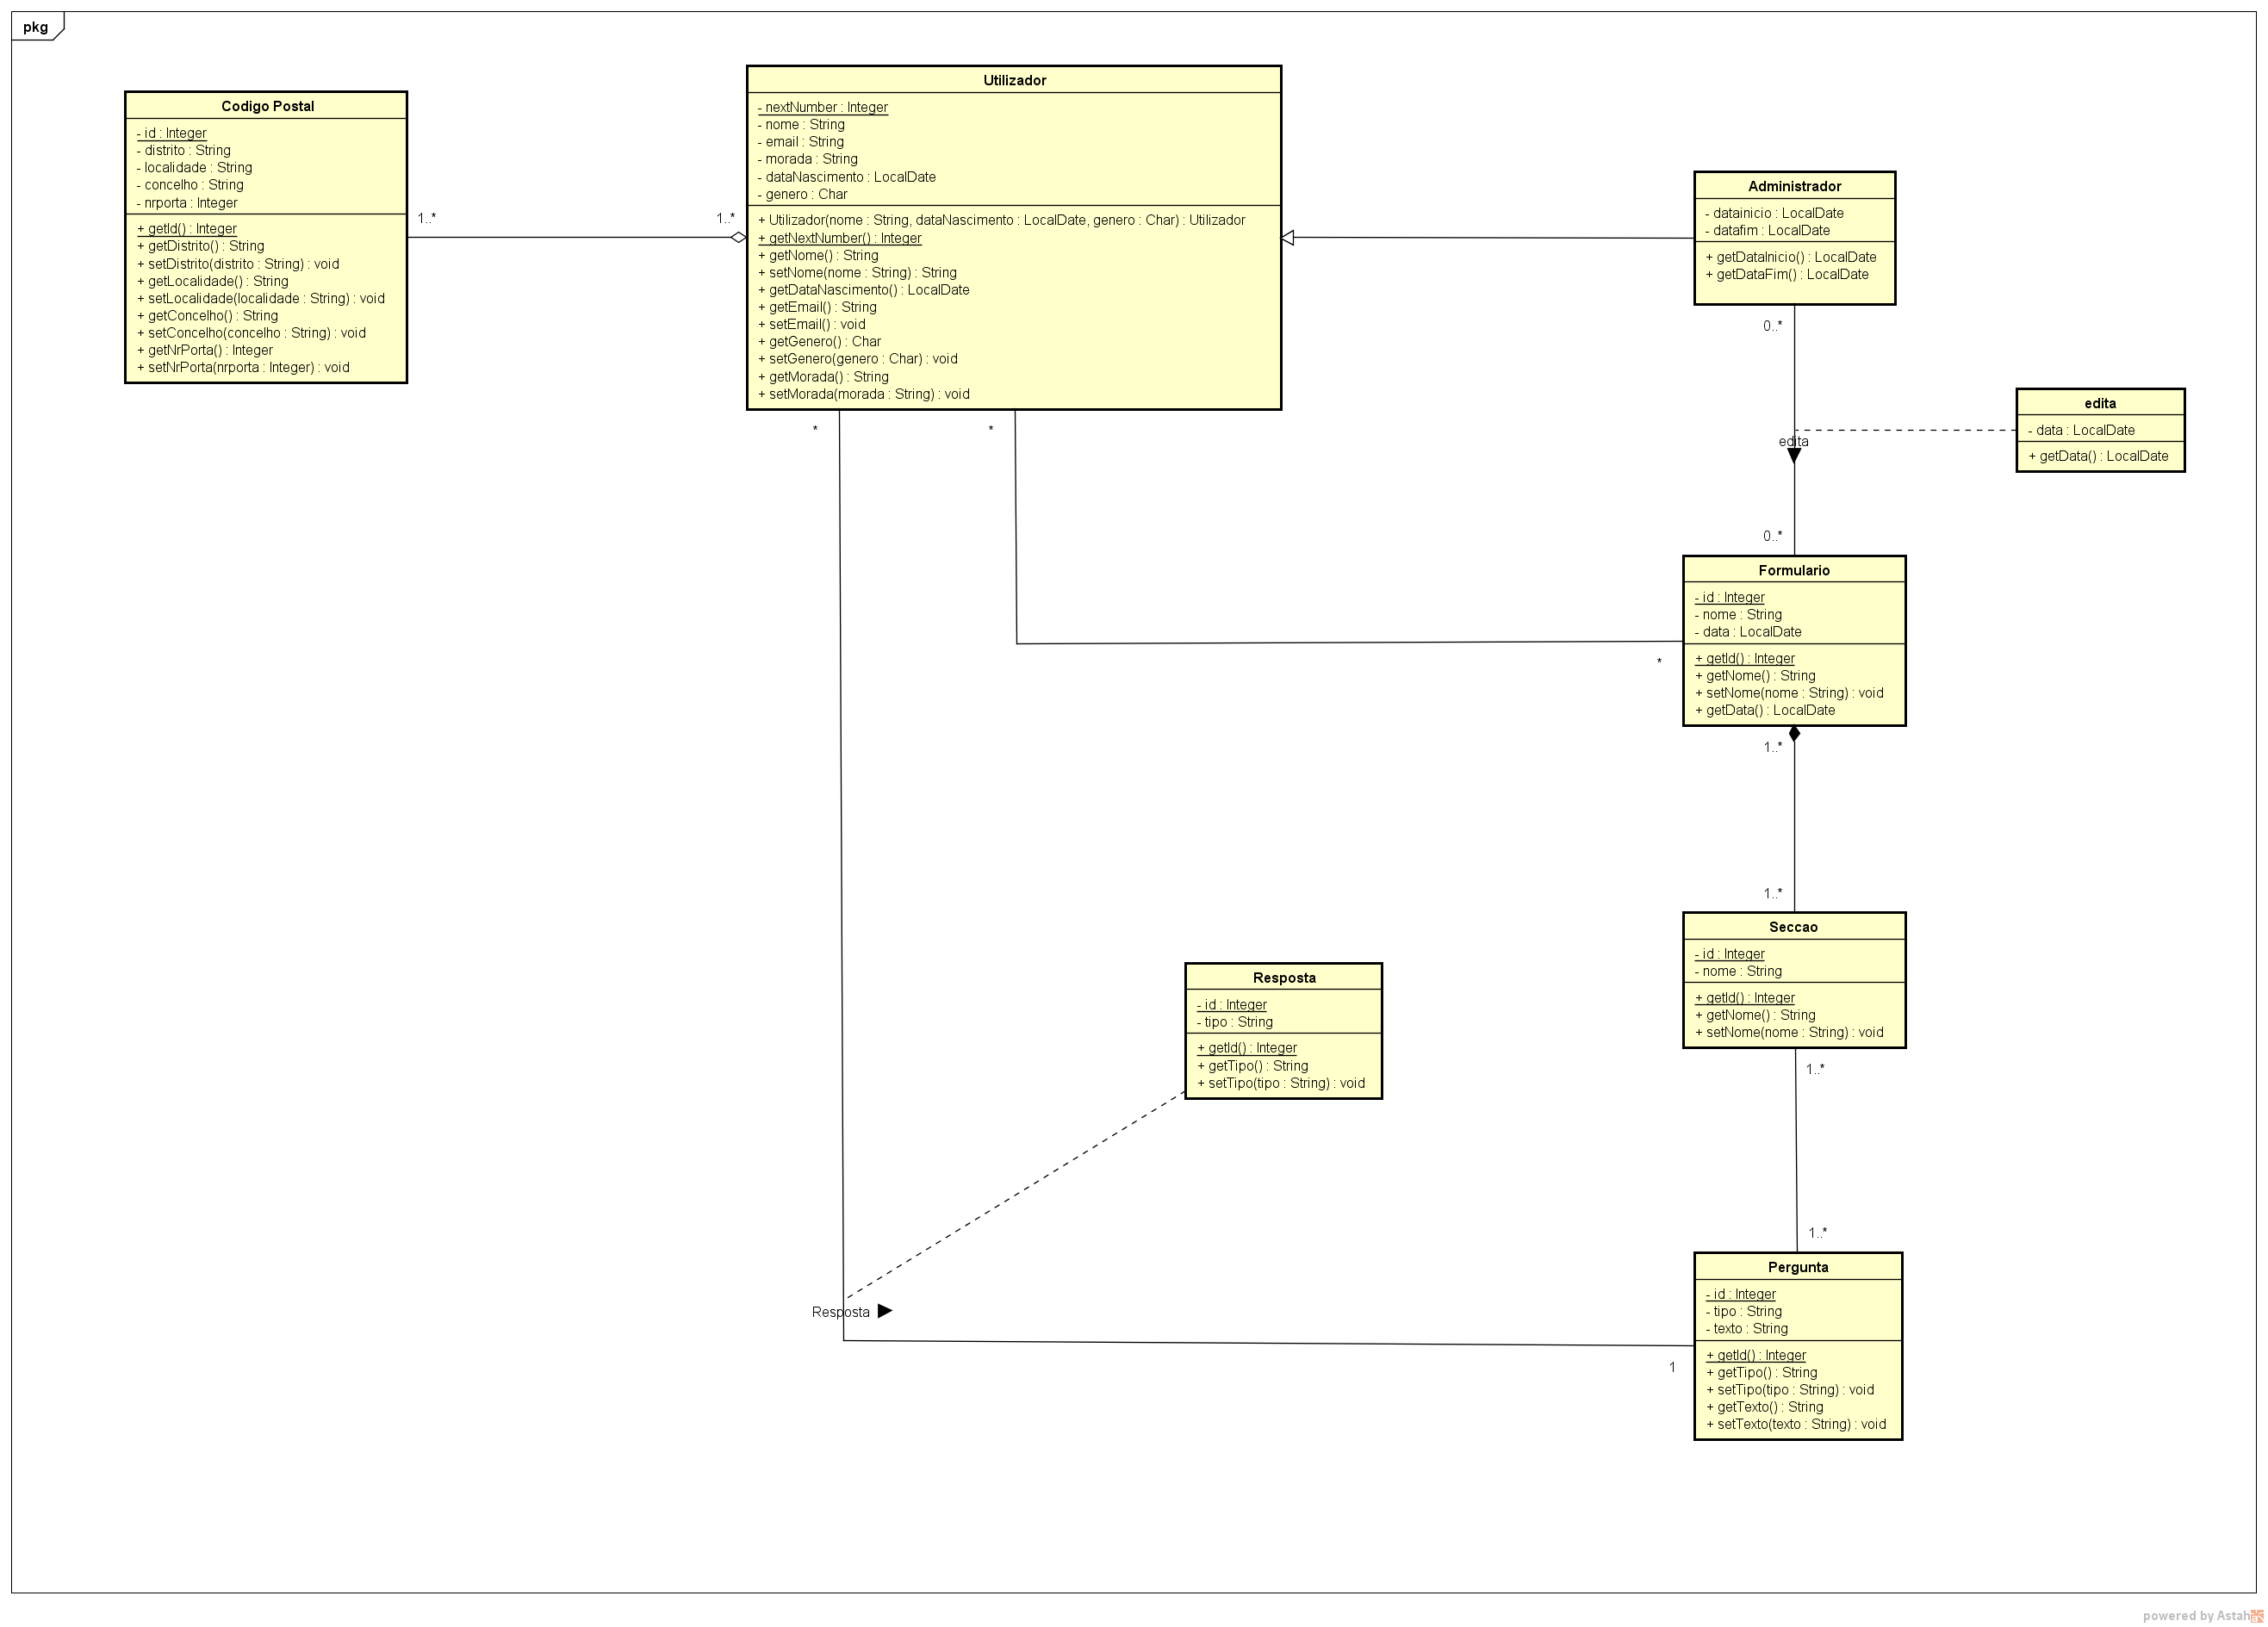 pkg
Codigo Postal
- id : Integer
- distrito : String
- localidade : String
- concelho : String
- nrporta : Integer
+ getId() : Integer
+ getDistrito() : String
+ setDistrito(distrito : String) : void
+ getLocalidade() : String
+ setLocalidade(localidade : String) : void
+ getConcelho() : String
+ setConcelho(concelho : String) : void
+ getNrPorta() : Integer
+ setNrPorta(nrporta : Integer) : void
1..*
1..*
Utilizador
- nextNumber : Integer
- nome : String
- email : String
- morada : String
- dataNascimento : LocalDate
- genero : Char
+ Utilizador(nome : String, dataNascimento : LocalDate, genero : Char) : Utilizador
+ getNextNumber() : Integer
+ getNome() : String
+ setNome(nome : String) : String
+ getDataNascimento() : LocalDate
+ getEmail() : String
+ setEmail() : void
+ getGenero() : Char
+ setGenero(genero : Char) : void
+ getMorada() : String
+ setMorada(morada : String) : void
*
*
Administrador
- datainicio : LocalDate
- datafim : LocalDate
+ getDataInicio() : LocalDate
+ getDataFim() : LocalDate
0..*
edita
edita
- data : LocalDate
+ getData() : LocalDate
0..*
Formulario
- id : Integer
- nome : String
- data : LocalDate
+ getId() : Integer
+ getNome() : String
+ setNome(nome : String) : void
+ getData() : LocalDate
*
1..*
1..*
Seccao
- id : Integer
- nome : String
+ getId() : Integer
+ getNome() : String
+ setNome(nome : String) : void
1..*
Resposta
- id : Integer
- tipo : String
+ getId() : Integer
+ getTipo() : String
+ setTipo(tipo : String) : void
Resposta
1..*
Pergunta
- id : Integer
- tipo : String
- texto : String
+ getId() : Integer
+ getTipo() : String
+ setTipo(tipo : String) : void
+ getTexto() : String
+ setTexto(texto : String) : void
1
powered by Astah